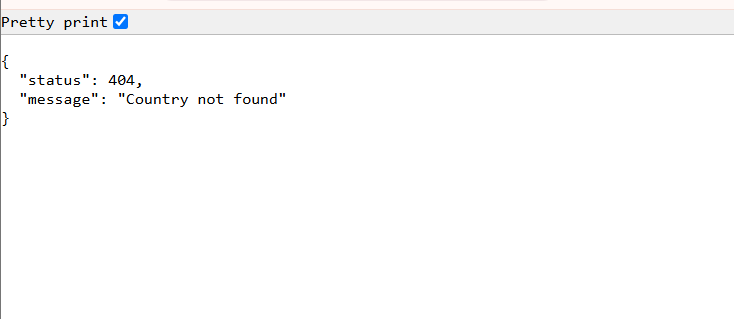 Pretty print
{
  "status": 404,
  "message": "Country not found"
}